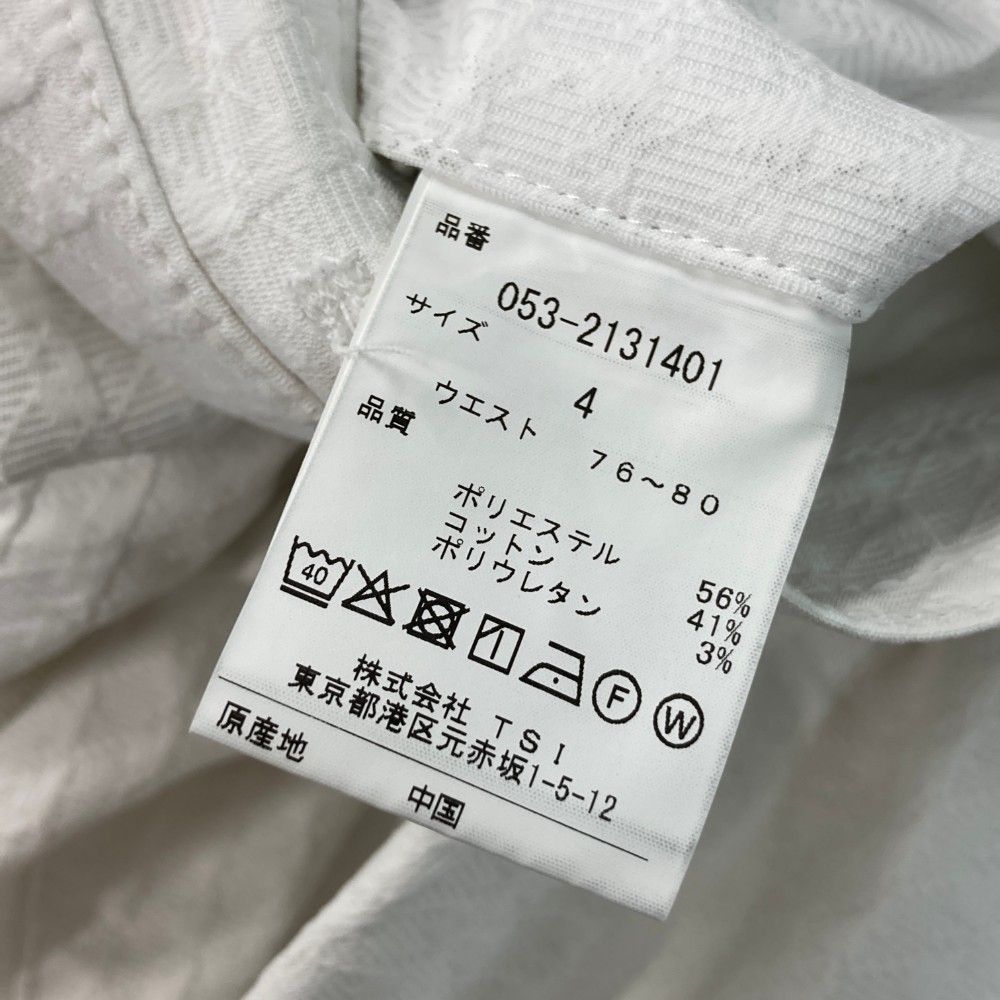 品番
053-2131401
サイズ
4
ウエスト 76～80
品質
ポリエステル 56%
コットン 41%
ポリウレタン 3%
40 F W
株式会社 TSI
東京都港区元赤坂1-5-12
原産地
中国